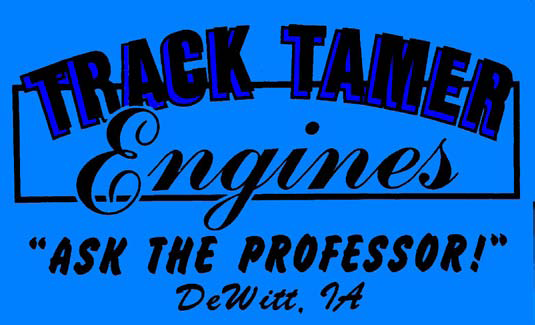 TRACK TAMER
Engines
"ASK THE PROFESSOR!"
DeWitt, IA